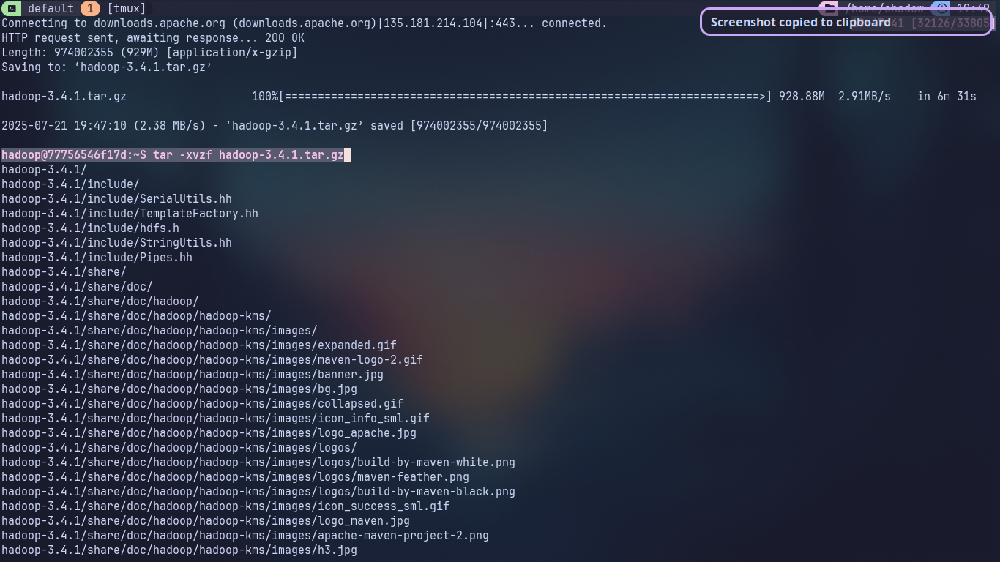 default 1 [tmux] /home/shadow 19:49
Screenshot copied to clipboard 41 [32126/33805]
Connecting to downloads.apache.org (downloads.apache.org)|135.181.214.104|:443... connected.
HTTP request sent, awaiting response... 200 OK
Length: 974002355 (929M) [application/x-gzip]
Saving to: ‘hadoop-3.4.1.tar.gz’
hadoop-3.4.1.tar.gz 100%[========================================================================>] 928.88M 2.91MB/s in 6m 31s
2025-07-21 19:47:10 (2.38 MB/s) - ‘hadoop-3.4.1.tar.gz’ saved [974002355/974002355]
hadoop@77756546f17d:~$ tar -xvzf hadoop-3.4.1.tar.gz
hadoop-3.4.1/
hadoop-3.4.1/include/
hadoop-3.4.1/include/SerialUtils.hh
hadoop-3.4.1/include/TemplateFactory.hh
hadoop-3.4.1/include/hdfs.h
hadoop-3.4.1/include/StringUtils.hh
hadoop-3.4.1/include/Pipes.hh
hadoop-3.4.1/share/
hadoop-3.4.1/share/doc/
hadoop-3.4.1/share/doc/hadoop/
hadoop-3.4.1/share/doc/hadoop/hadoop-kms/
hadoop-3.4.1/share/doc/hadoop/hadoop-kms/images/
hadoop-3.4.1/share/doc/hadoop/hadoop-kms/images/expanded.gif
hadoop-3.4.1/share/doc/hadoop/hadoop-kms/images/maven-logo-2.gif
hadoop-3.4.1/share/doc/hadoop/hadoop-kms/images/banner.jpg
hadoop-3.4.1/share/doc/hadoop/hadoop-kms/images/bg.jpg
hadoop-3.4.1/share/doc/hadoop/hadoop-kms/images/collapsed.gif
hadoop-3.4.1/share/doc/hadoop/hadoop-kms/images/icon_info_sml.gif
hadoop-3.4.1/share/doc/hadoop/hadoop-kms/images/logo_apache.jpg
hadoop-3.4.1/share/doc/hadoop/hadoop-kms/images/logos/
hadoop-3.4.1/share/doc/hadoop/hadoop-kms/images/logos/build-by-maven-white.png
hadoop-3.4.1/share/doc/hadoop/hadoop-kms/images/logos/maven-feather.png
hadoop-3.4.1/share/doc/hadoop/hadoop-kms/images/logos/build-by-maven-black.png
hadoop-3.4.1/share/doc/hadoop/hadoop-kms/images/icon_success_sml.gif
hadoop-3.4.1/share/doc/hadoop/hadoop-kms/images/logo_maven.jpg
hadoop-3.4.1/share/doc/hadoop/hadoop-kms/images/apache-maven-project-2.png
hadoop-3.4.1/share/doc/hadoop/hadoop-kms/images/h3.jpg